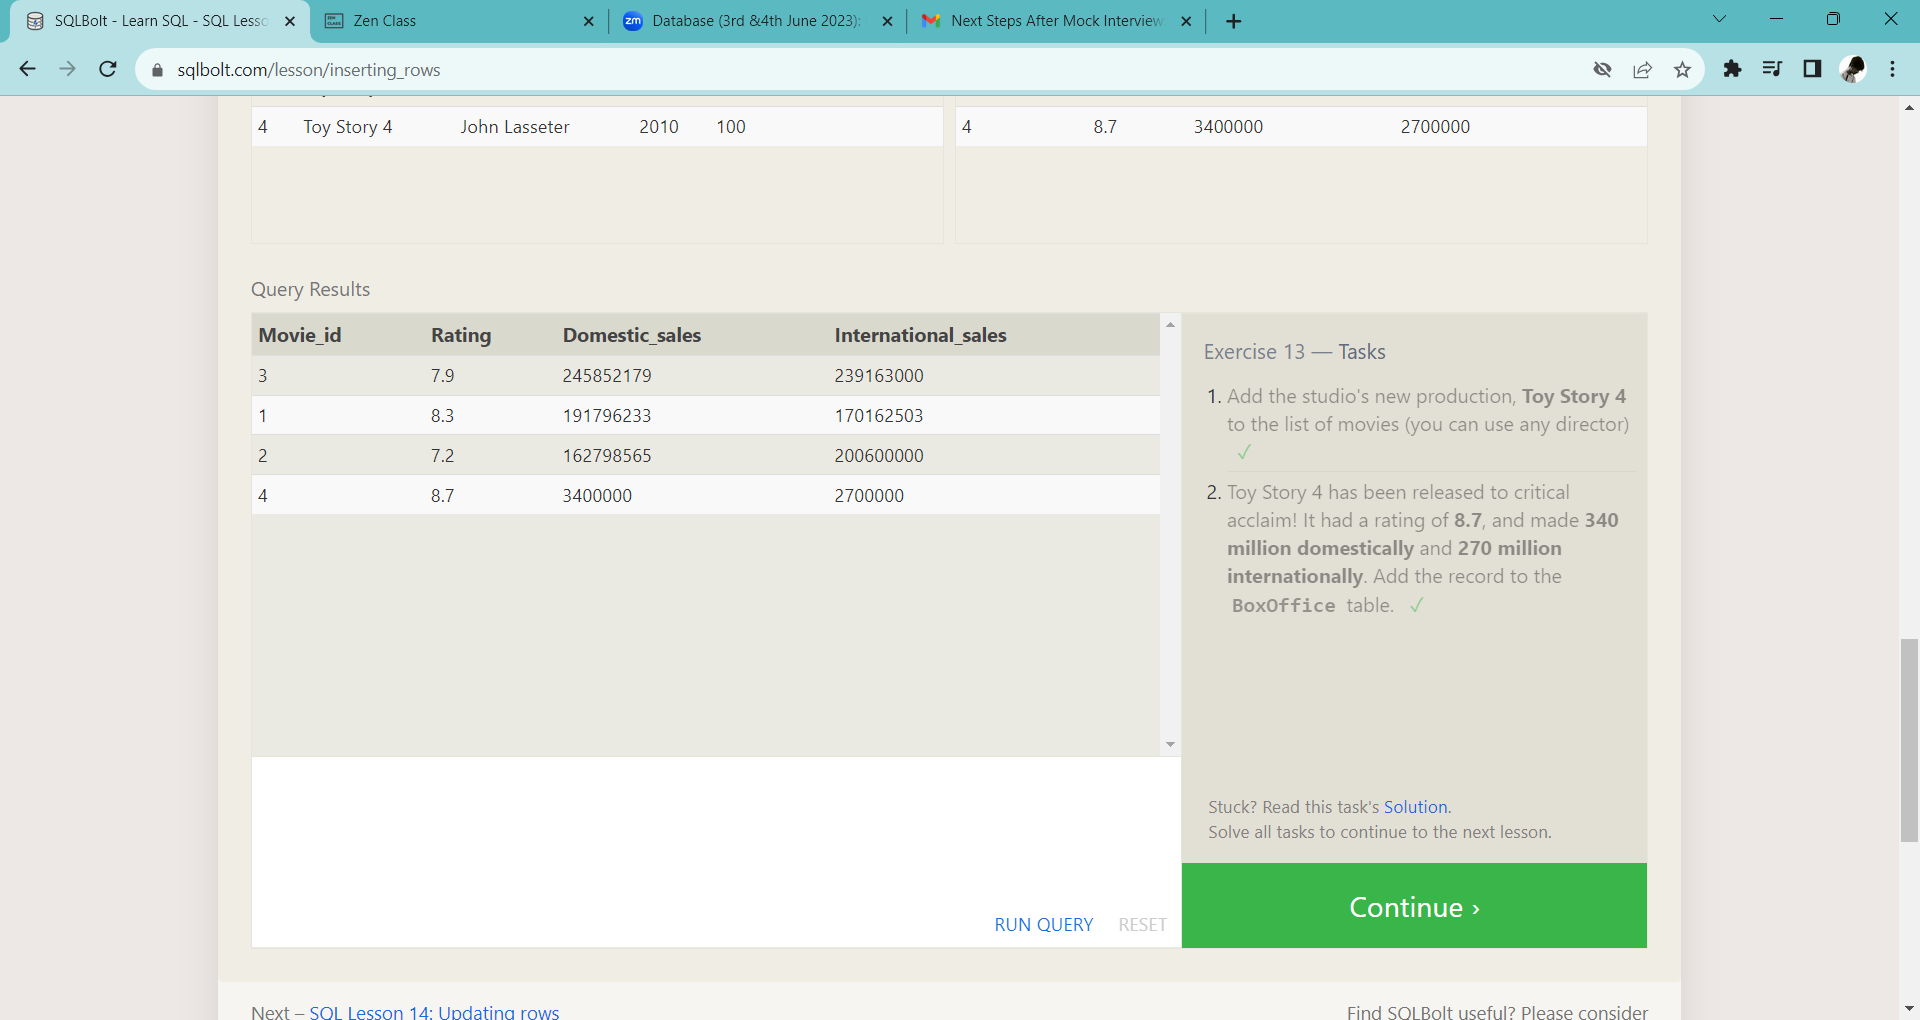 SQLBolt - Learn SQL - SQL Lesso
Zen Class
zm Database (3rd &4th June 2023):
Next Steps After Mock Interview
sqlbolt.com/lesson/inserting_rows
4 Toy Story 4 John Lasseter 2010 100
4 8.7 3400000 2700000
Query Results
Movie_id Rating Domestic_sales International_sales
3 7.9 245852179 239163000
1 8.3 191796233 170162503
2 7.2 162798565 200600000
4 8.7 3400000 2700000
Exercise 13 — Tasks
1. Add the studio's new production, Toy Story 4
to the list of movies (you can use any director)
✓
2. Toy Story 4 has been released to critical
acclaim! It had a rating of 8.7, and made 340
million domestically and 270 million
internationally. Add the record to the
BoxOffice table. ✓
Stuck? Read this task's Solution.
Solve all tasks to continue to the next lesson.
RUN QUERY RESET
Continue ›
Next – SQL Lesson 14: Updating rows
Find SQLBolt useful? Please consider